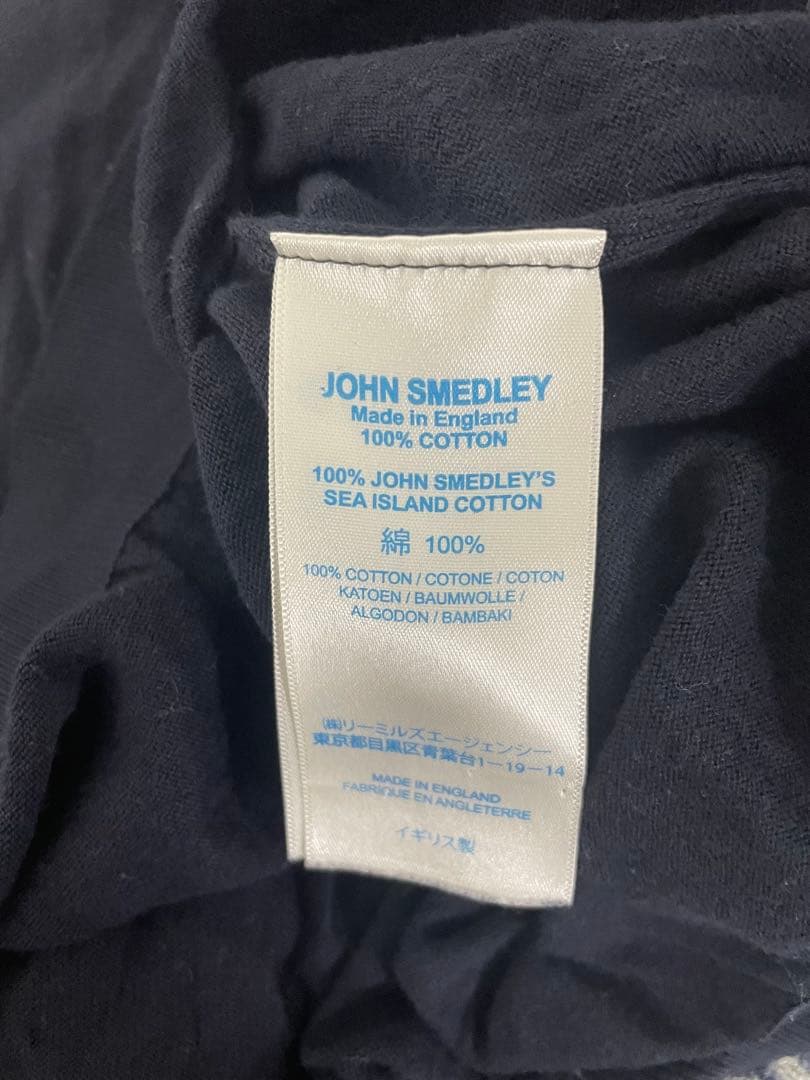 JOHN SMEDLEY
Made in England
100% COTTON
100% JOHN SMEDLEY'S
SEA ISLAND COTTON
綿 100%
100% COTTON / COTONE / COTON
KATOEN / BAUMWOLLE /
ALGODON / BAMBAKI
㈱リーミルズエージェンシー
東京都目黒区青葉台1-19-14
MADE IN ENGLAND
FABRIQUE EN ANGLETERRE
イギリス製